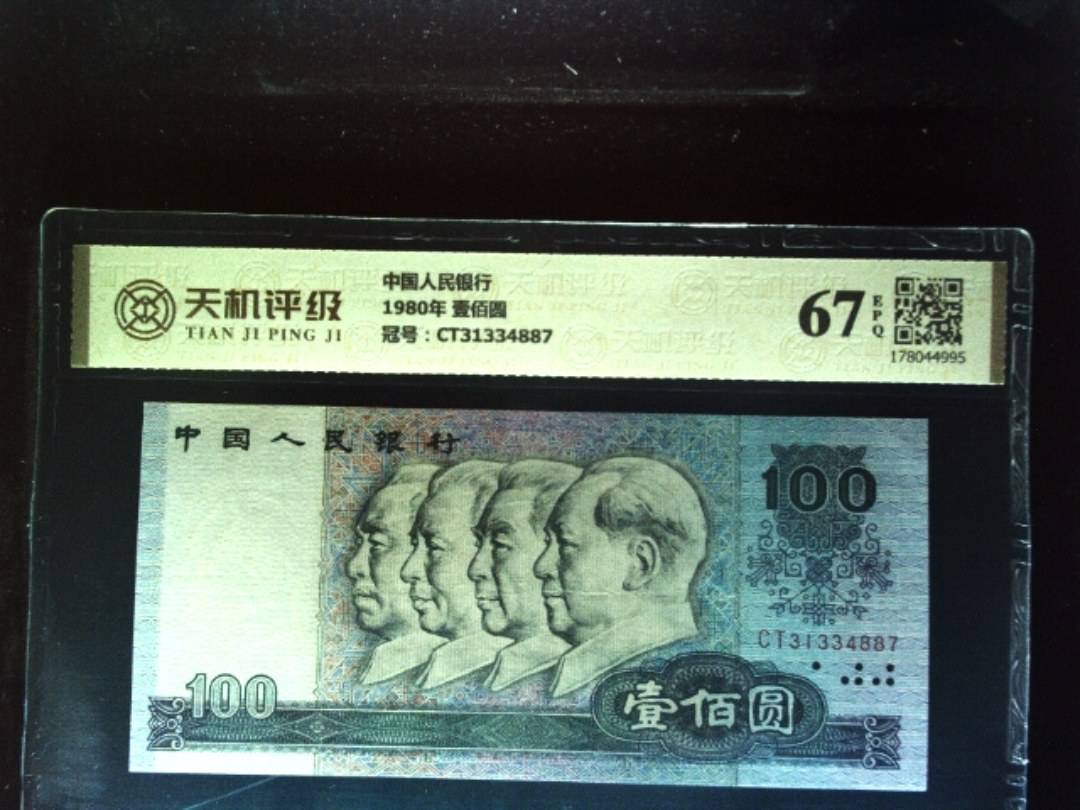 天机评级
TIAN JI PING JI
中国人民银行
1980年 壹佰圆
冠号：CT31334887
67
EPQ
178044995
中国人民银行
100
CT31334887
100
壹佰圆